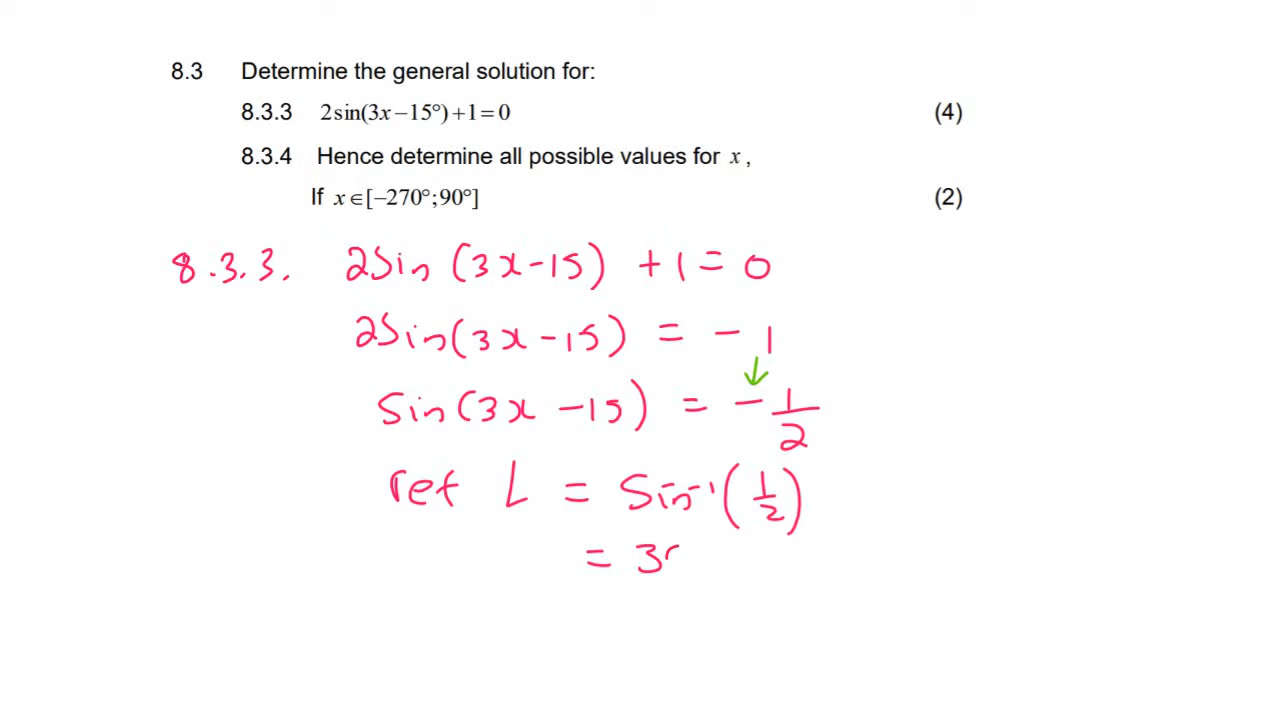 8.3 Determine the general solution for:
8.3.3 2sin(3x−15°)+1=0 (4)
8.3.4 Hence determine all possible values for x,
If x∈[−270°;90°] (2)
8.3.3. 2Sin (3x-15) + 1 = 0
2Sin(3x-15) = - 1
Sin(3x -15) = - 1/2
ref L = Sin⁻¹(1/2)
= 3